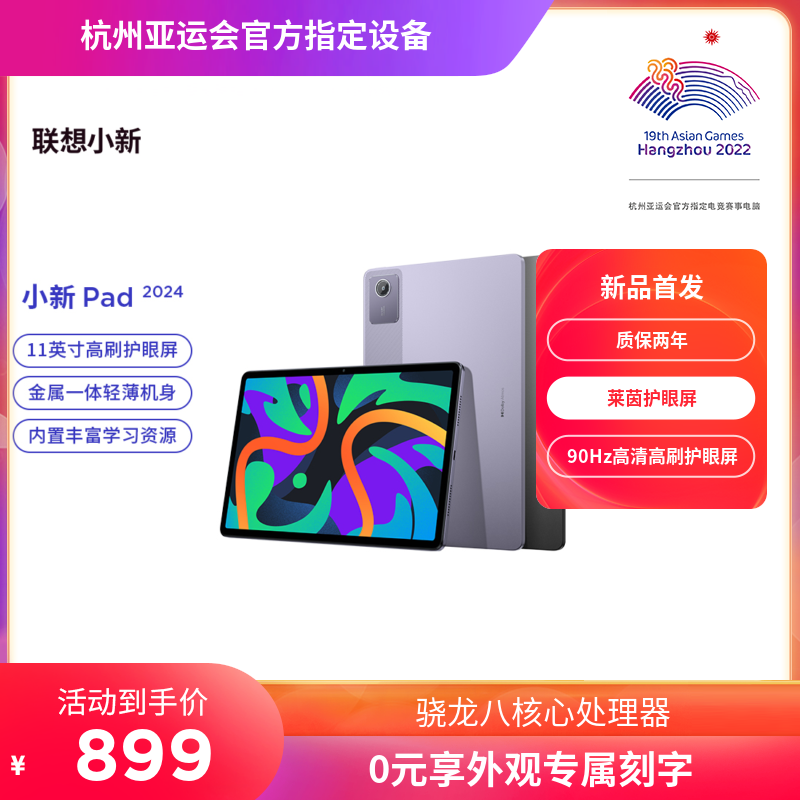 杭州亚运会官方指定设备
19th Asian Games
Hangzhou 2022
杭州亚运会官方指定电竞赛事电脑
联想小新
小新 Pad 2024
11英寸高刷护眼屏
金属一体轻薄机身
内置丰富学习资源
新品首发
质保两年
莱茵护眼屏
90Hz高清高刷护眼屏
活动到手价
¥ 899
骁龙八核心处理器
0元享外观专属刻字